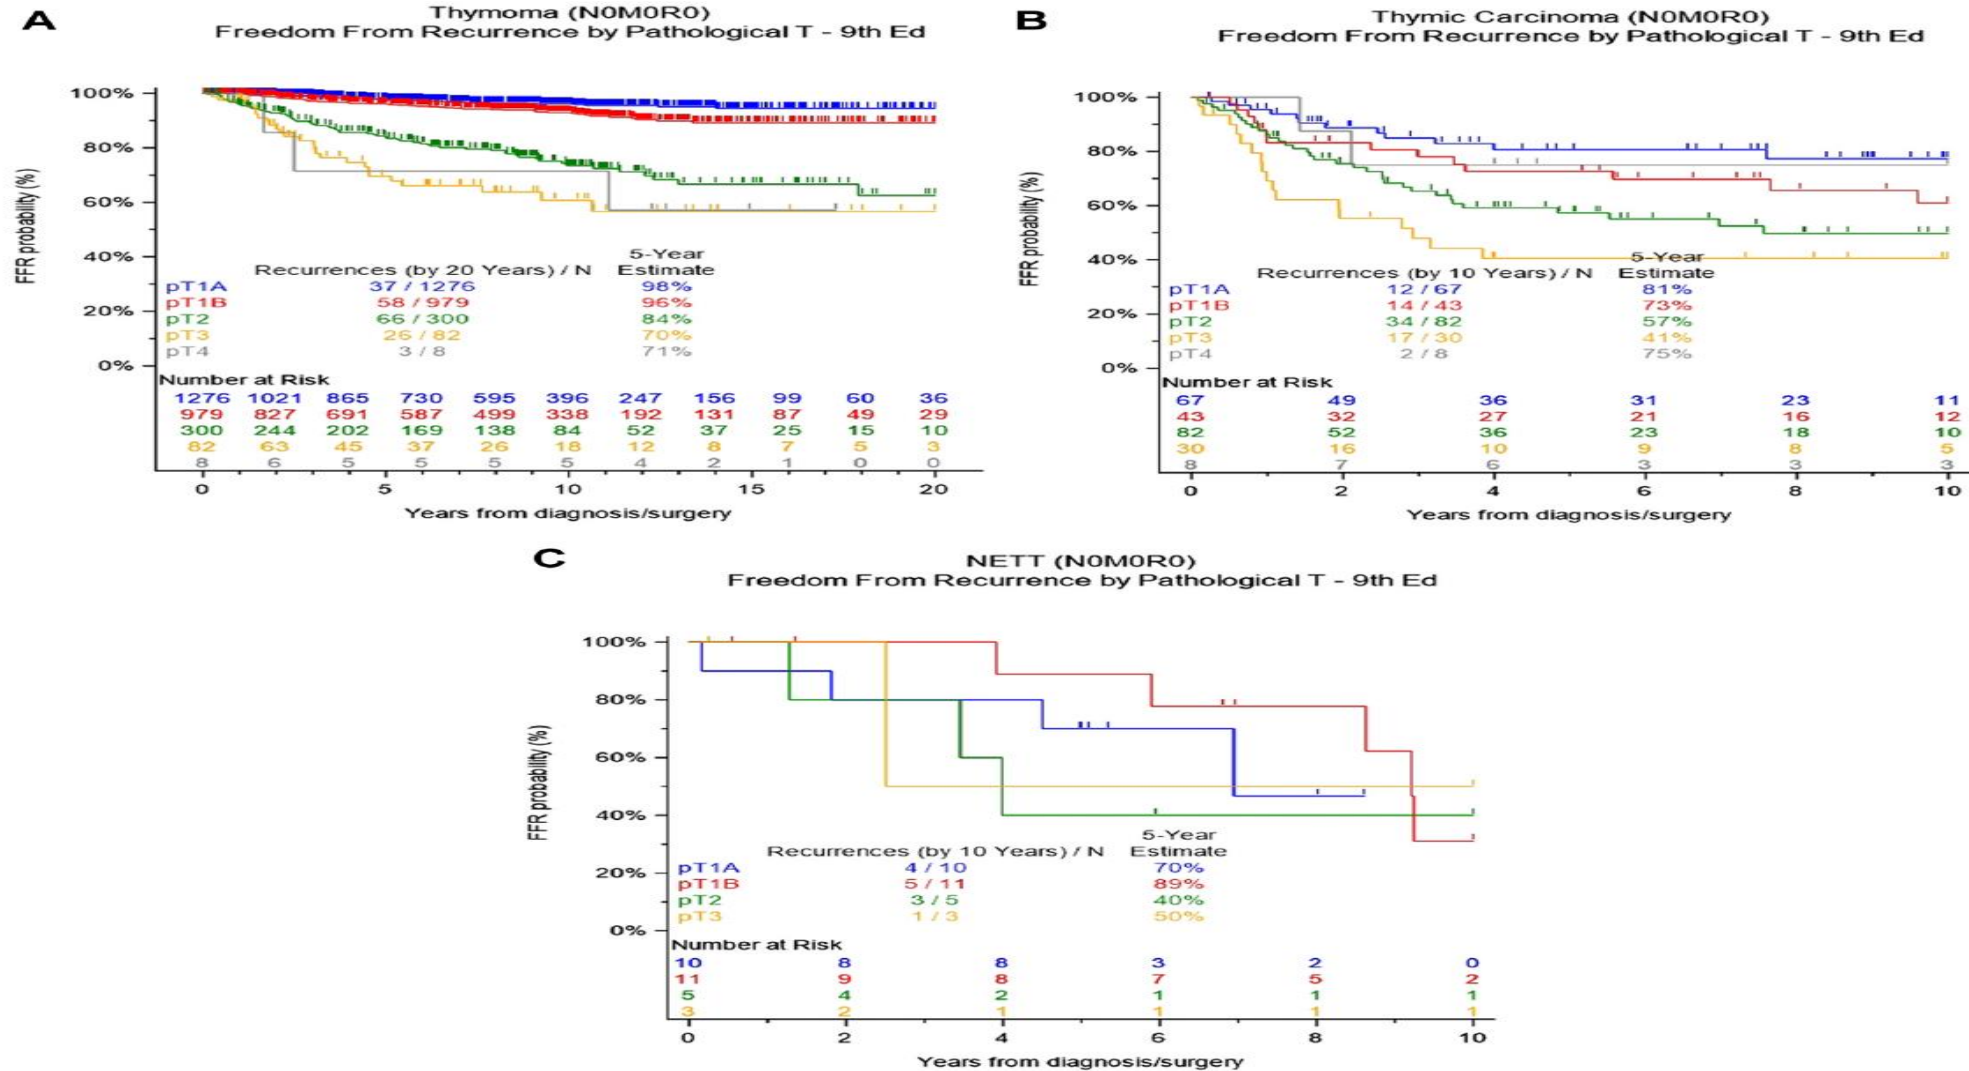 A
Thymoma (N0M0R0)
Freedom From Recurrence by Pathological T - 9th Ed
FFR probability (%)
100%
80%
60%
40%
20%
0%
5-Year
Recurrences (by 20 Years) / N Estimate
pT1A 37 / 1276 98%
pT1B 58 / 979 96%
pT2 66 / 300 84%
pT3 26 / 82 70%
pT4 3 / 8 71%
Number at Risk
1276 1021 865 730 595 396 247 156 99 60 36
979 827 691 587 499 338 192 131 87 49 29
300 244 202 169 138 84 52 37 25 15 10
82 63 45 37 26 18 12 8 7 5 3
8 6 5 5 5 5 4 2 1 0 0
0 5 10 15 20
Years from diagnosis/surgery
B
Thymic Carcinoma (N0M0R0)
Freedom From Recurrence by Pathological T - 9th Ed
FFR probability (%)
100%
80%
60%
40%
20%
0%
5-Year
Recurrences (by 10 Years) / N Estimate
pT1A 12 / 67 81%
pT1B 14 / 43 73%
pT2 34 / 82 57%
pT3 17 / 30 41%
pT4 2 / 8 75%
Number at Risk
67 49 36 31 23 11
43 32 27 21 16 12
82 52 36 23 18 10
30 16 10 9 8 5
8 7 6 3 3 3
0 2 4 6 8 10
Years from diagnosis/surgery
C
NETT (N0M0R0)
Freedom From Recurrence by Pathological T - 9th Ed
FFR probability (%)
100%
80%
60%
40%
20%
0%
5-Year
Recurrences (by 10 Years) / N Estimate
pT1A 4 / 10 70%
pT1B 5 / 11 89%
pT2 3 / 5 40%
pT3 1 / 3 50%
Number at Risk
10 8 8 3 2 0
11 9 8 7 5 2
5 4 2 1 1 1
3 2 1 1 1 1
0 2 4 6 8 10
Years from diagnosis/surgery